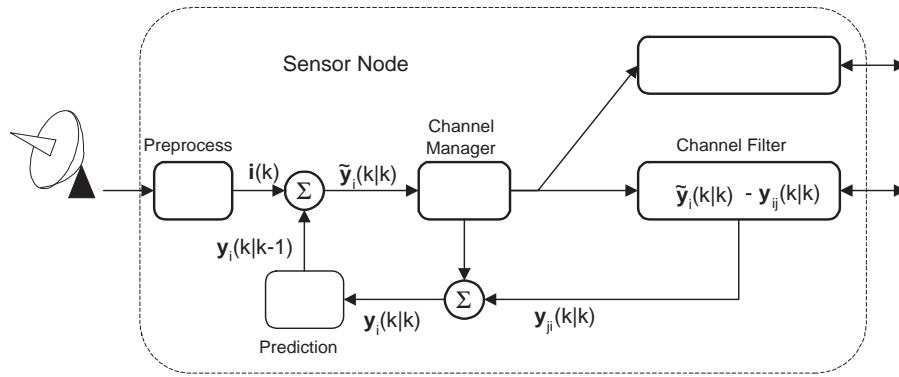 Sensor Node
Preprocess
Channel
Manager
Channel Filter
i(k)
Σ
ỹᵢ(k|k)
ỹᵢ(k|k) - yᵢⱼ(k|k)
yᵢ(k|k-1)
Σ
yᵢ(k|k)
yⱼᵢ(k|k)
Prediction